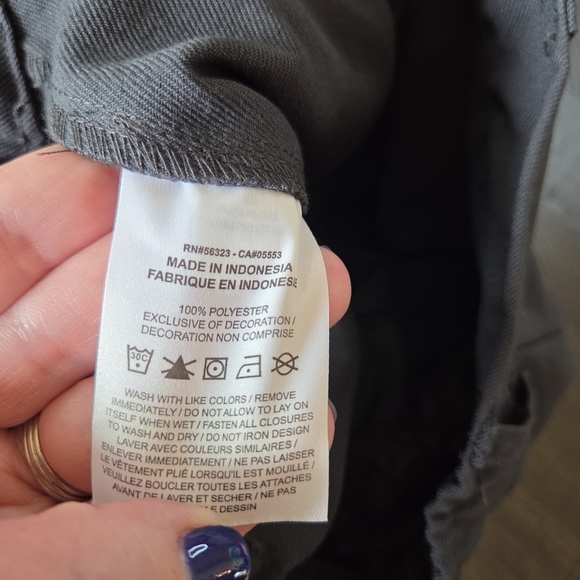 RN#56323 - CA#05553
MADE IN INDONESIA
FABRIQUE EN INDONESIE
100% POLYESTER
EXCLUSIVE OF DECORATION/
DECORATION NON COMPRISE
30C
WASH WITH LIKE COLORS / REMOVE
IMMEDIATELY / DO NOT ALLOW TO LAY ON
ITSELF WHEN WET / FASTEN ALL CLOSURES
TO WASH AND DRY / DO NOT IRON DESIGN
LAVER AVEC COULEURS SIMILAIRES /
ENLEVER IMMEDIATEMENT / NE PAS LAISSER
LE VÊTEMENT PLIÉ LORSQU'IL EST MOUILLÉ /
VEUILLEZ BOUCLER TOUTES LES ATTACHES
AVANT DE LAVER ET SECHER / NE PAS
LE DESSIN